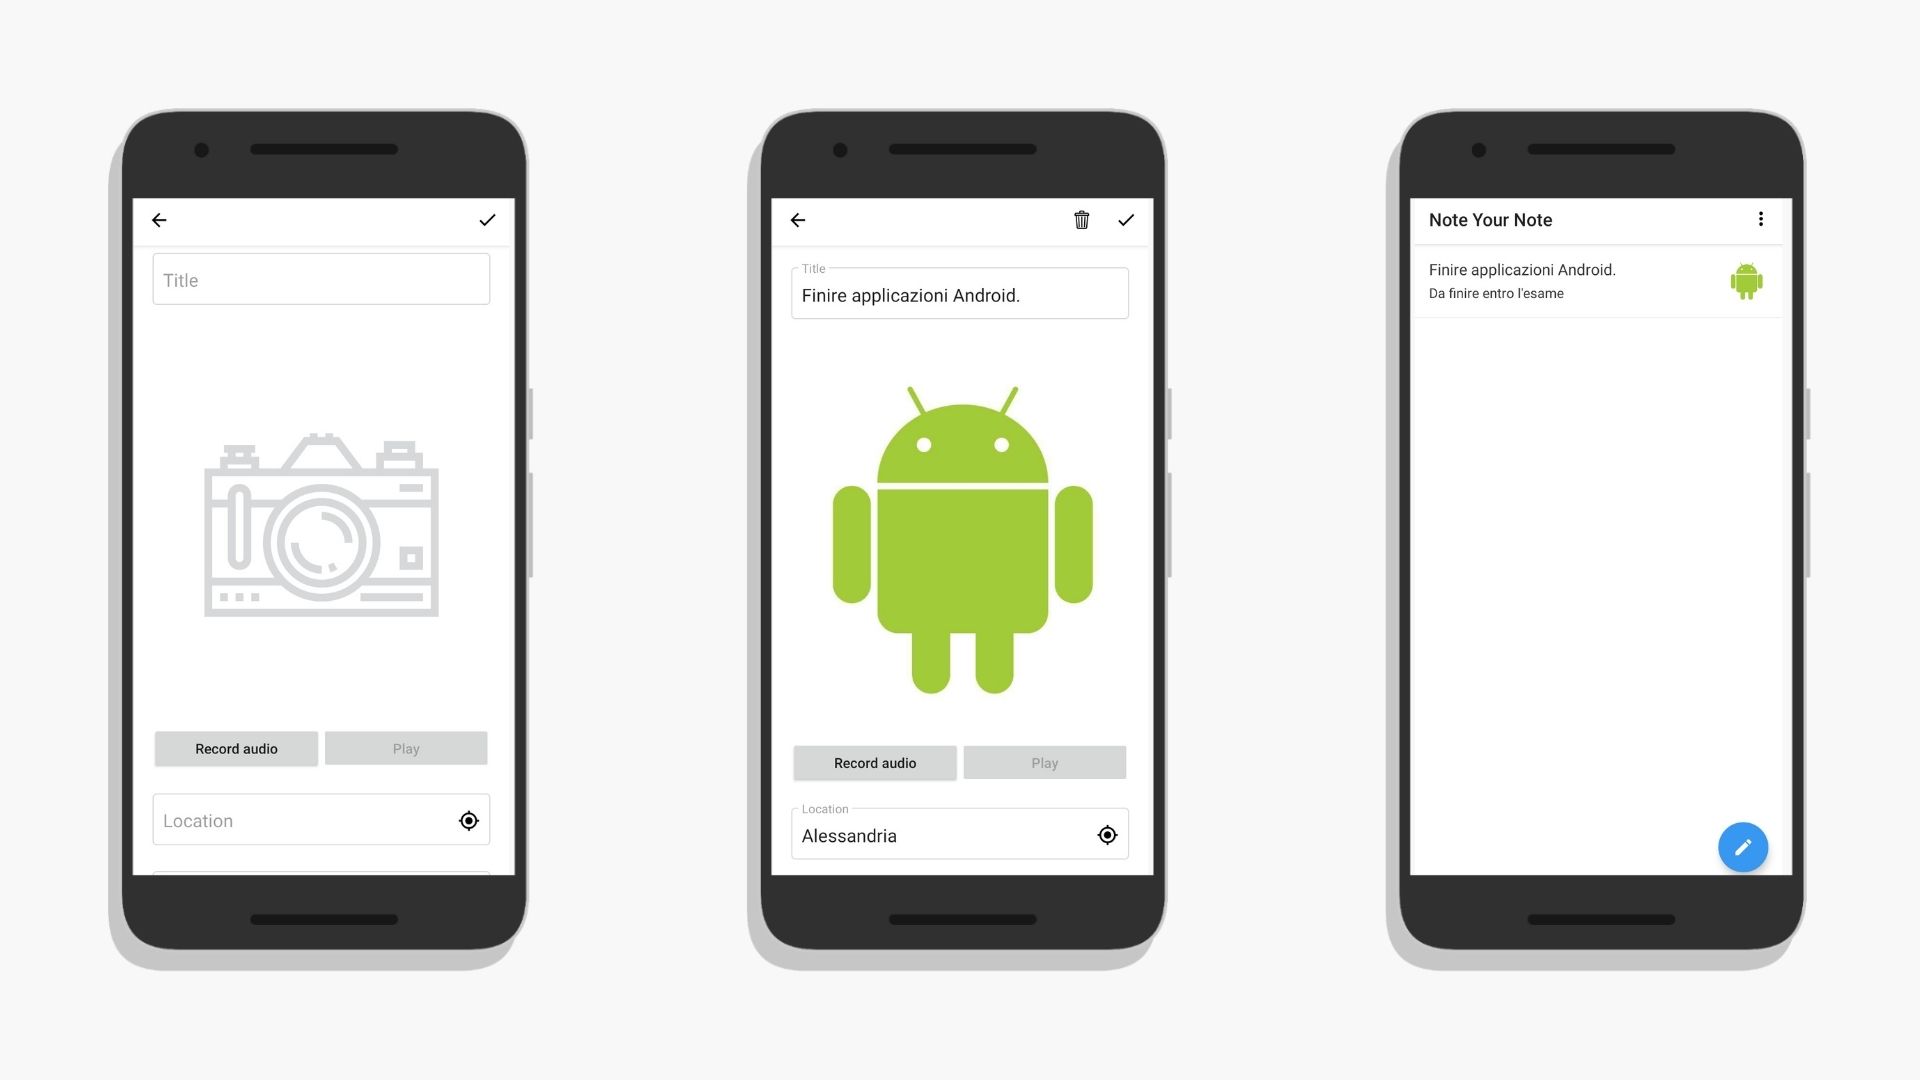 Title
Record audio
Play
Location
Title
Finire applicazioni Android.
Record audio
Play
Location
Alessandria
Note Your Note
Finire applicazioni Android.
Da finire entro l'esame